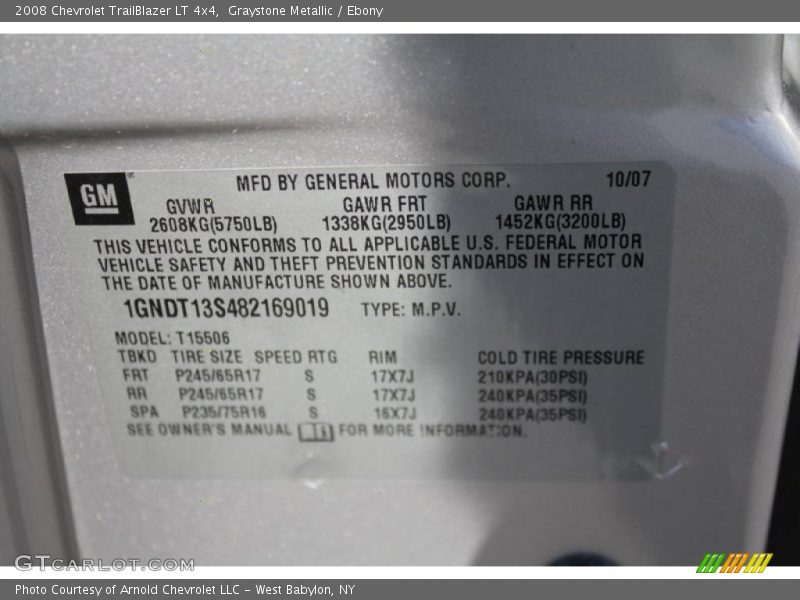 2008 Chevrolet TrailBlazer LT 4x4, Graystone Metallic / Ebony
GM
MFD BY GENERAL MOTORS CORP. 10/07
GVWR GAWR FRT GAWR RR
2608KG(5750LB) 1338KG(2950LB) 1452KG(3200LB)
THIS VEHICLE CONFORMS TO ALL APPLICABLE U.S. FEDERAL MOTOR
VEHICLE SAFETY AND THEFT PREVENTION STANDARDS IN EFFECT ON
THE DATE OF MANUFACTURE SHOWN ABOVE.
1GNDT13S482169019 TYPE: M.P.V.
MODEL: T15506
TBKD TIRE SIZE SPEED RTG RIM COLD TIRE PRESSURE
FRT P245/65R17 S 17X7J 210KPA(30PSI)
RR P245/65R17 S 17X7J 240KPA(35PSI)
SPA P235/75R16 S 16X7J 240KPA(35PSI)
SEE OWNER'S MANUAL FOR MORE INFORMATION.
GTCARLOT.COM
Photo Courtesy of Arnold Chevrolet LLC - West Babylon, NY